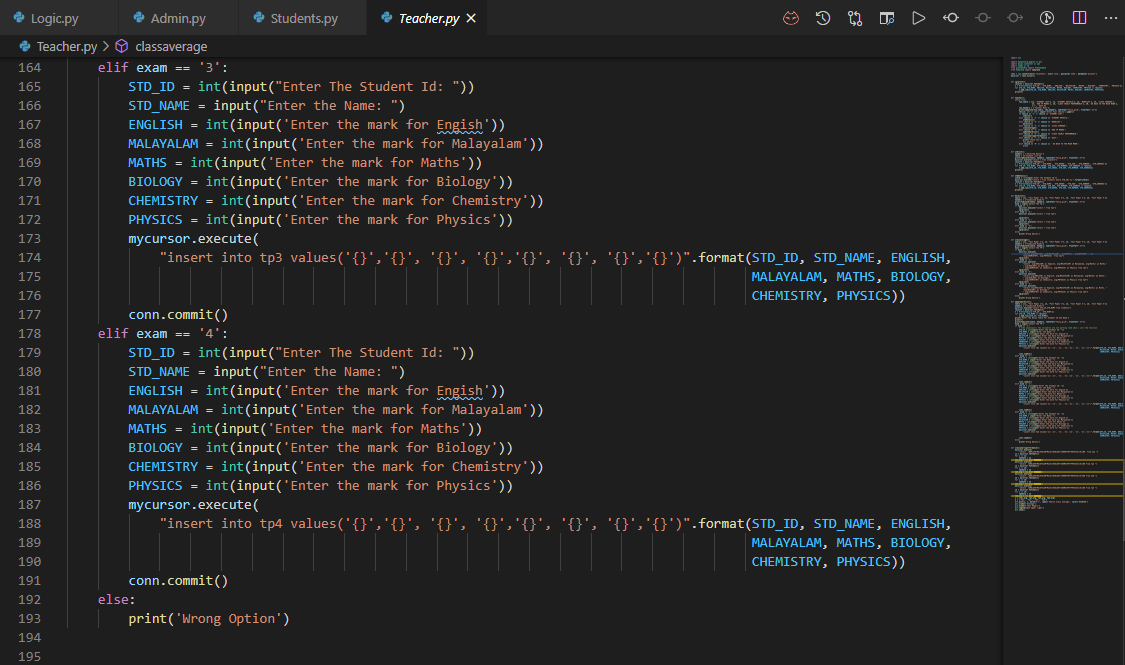 Logic.py Admin.py Students.py Teacher.py
Teacher.py > classaverage
164 elif exam == '3':
165 STD_ID = int(input("Enter The Student Id: "))
166 STD_NAME = input("Enter the Name: ")
167 ENGLISH = int(input('Enter the mark for Engish'))
168 MALAYALAM = int(input('Enter the mark for Malayalam'))
169 MATHS = int(input('Enter the mark for Maths'))
170 BIOLOGY = int(input('Enter the mark for Biology'))
171 CHEMISTRY = int(input('Enter the mark for Chemistry'))
172 PHYSICS = int(input('Enter the mark for Physics'))
173 mycursor.execute(
174 "insert into tp3 values('{}','{}', '{}', '{}','{}', '{}', '{}','{}')".format(STD_ID, STD_NAME, ENGLISH,
175 MALAYALAM, MATHS, BIOLOGY,
176 CHEMISTRY, PHYSICS))
177 conn.commit()
178 elif exam == '4':
179 STD_ID = int(input("Enter The Student Id: "))
180 STD_NAME = input("Enter the Name: ")
181 ENGLISH = int(input('Enter the mark for Engish'))
182 MALAYALAM = int(input('Enter the mark for Malayalam'))
183 MATHS = int(input('Enter the mark for Maths'))
184 BIOLOGY = int(input('Enter the mark for Biology'))
185 CHEMISTRY = int(input('Enter the mark for Chemistry'))
186 PHYSICS = int(input('Enter the mark for Physics'))
187 mycursor.execute(
188 "insert into tp4 values('{}','{}', '{}', '{}','{}', '{}', '{}','{}')".format(STD_ID, STD_NAME, ENGLISH,
189 MALAYALAM, MATHS, BIOLOGY,
190 CHEMISTRY, PHYSICS))
191 conn.commit()
192 else:
193 print('Wrong Option')
194
195